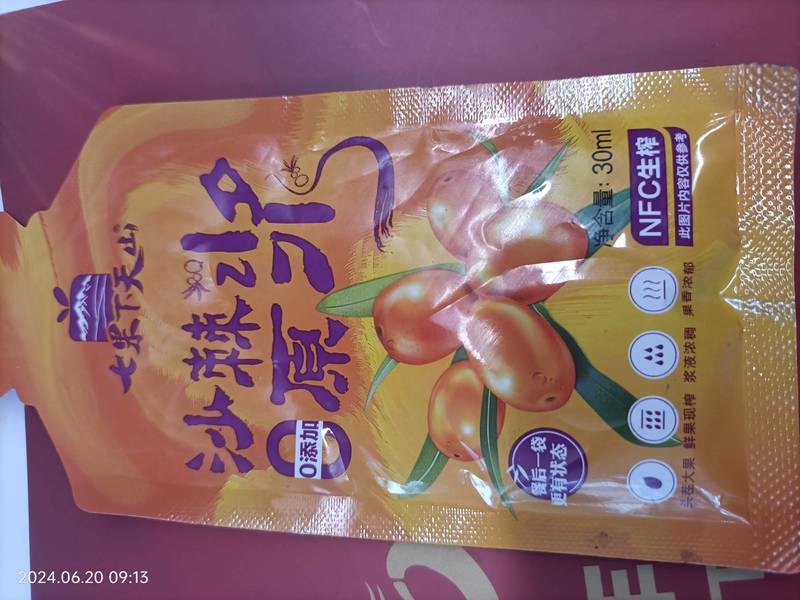 七果下天山
沙棘
原浆
0添加
餐后一袋
更有状态
净含量: 30ml
NFC生榨
此图片内容仅供参考
头茬大果 鲜果现榨 浆液浓稠 果香浓郁
2024.06.20 09:13